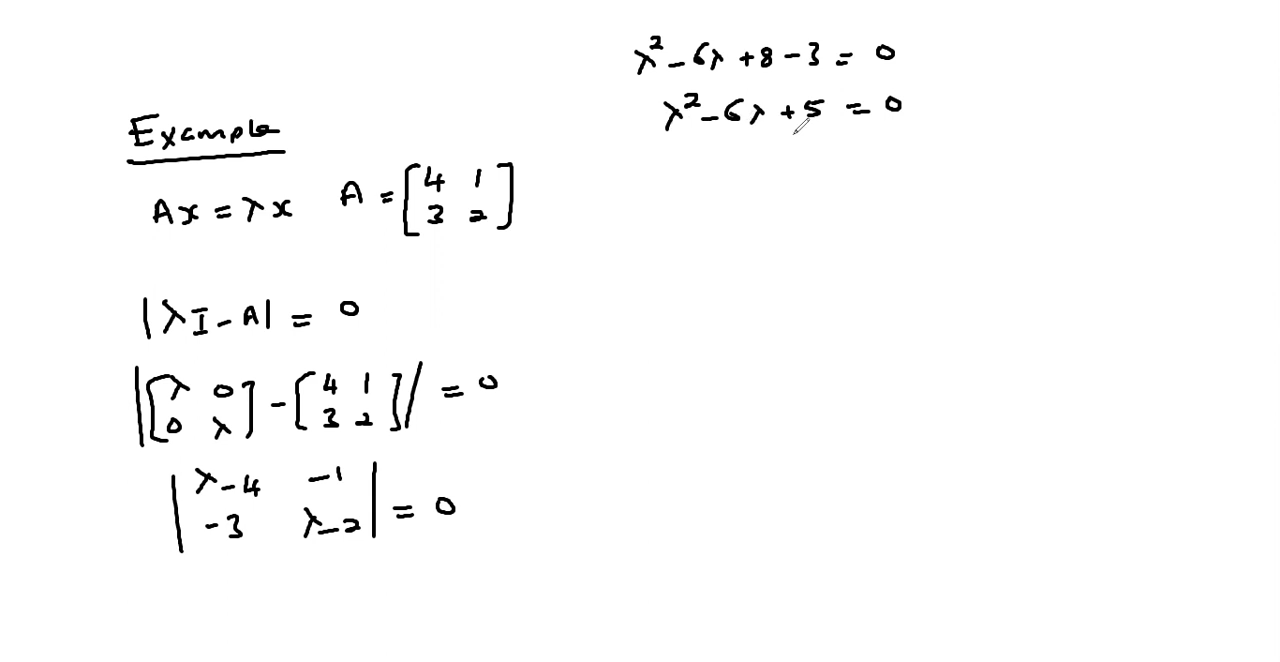 Example
Ax = λx A = [4 1; 3 2]
|λI - A| = 0
|[λ 0; 0 λ] - [4 1; 3 2]| = 0
|λ-4 -1; -3 λ-2| = 0
λ² - 6λ + 8 - 3 = 0
λ² - 6λ + 5 = 0